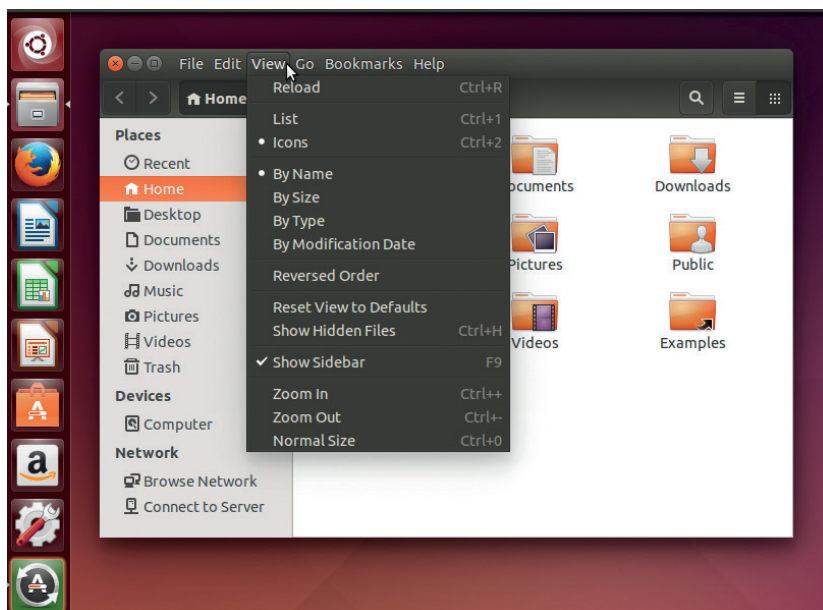 File Edit View Go Bookmarks Help
Home
Reload Ctrl+R
List Ctrl+1
Icons Ctrl+2
By Name
By Size
By Type
By Modification Date
Reversed Order
Reset View to Defaults
Show Hidden Files Ctrl+H
Show Sidebar F9
Zoom In Ctrl++
Zoom Out Ctrl+-
Normal Size Ctrl+0
Places
Recent
Home
Desktop
Documents
Downloads
Music
Pictures
Videos
Trash
Devices
Computer
Network
Browse Network
Connect to Server
ocuments Downloads
Pictures Public
Videos Examples
a